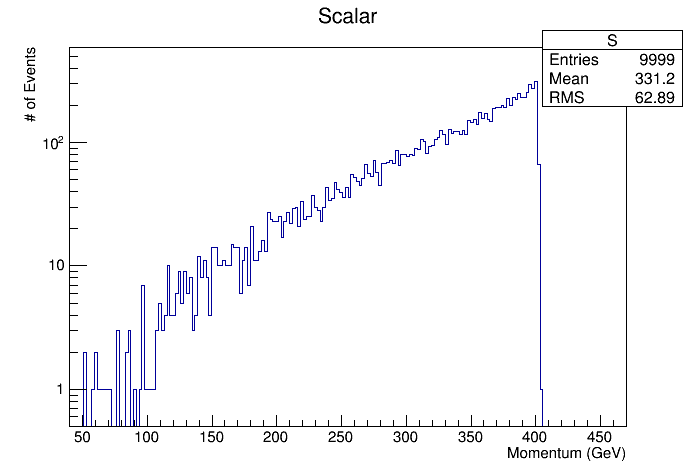 Scalar
S
Entries 9999
Mean 331.2
RMS 62.89
# of Events
10²
10
1
50 100 150 200 250 300 350 400 450
Momentum (GeV)